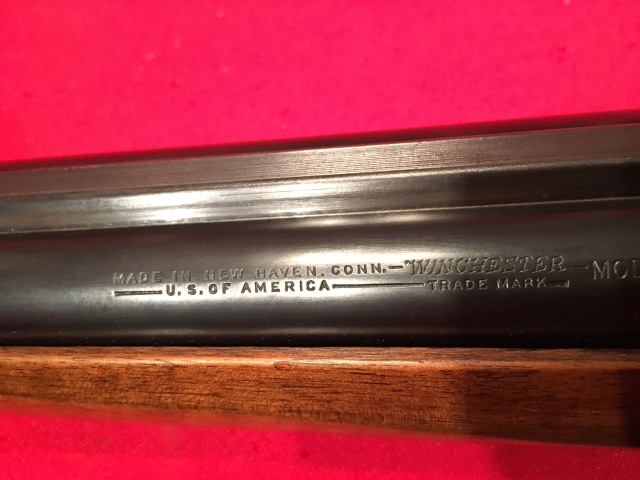 MADE IN NEW HAVEN. CONN.—WINCHESTER—MOD
—U.S. OF AMERICA—TRADE MARK—